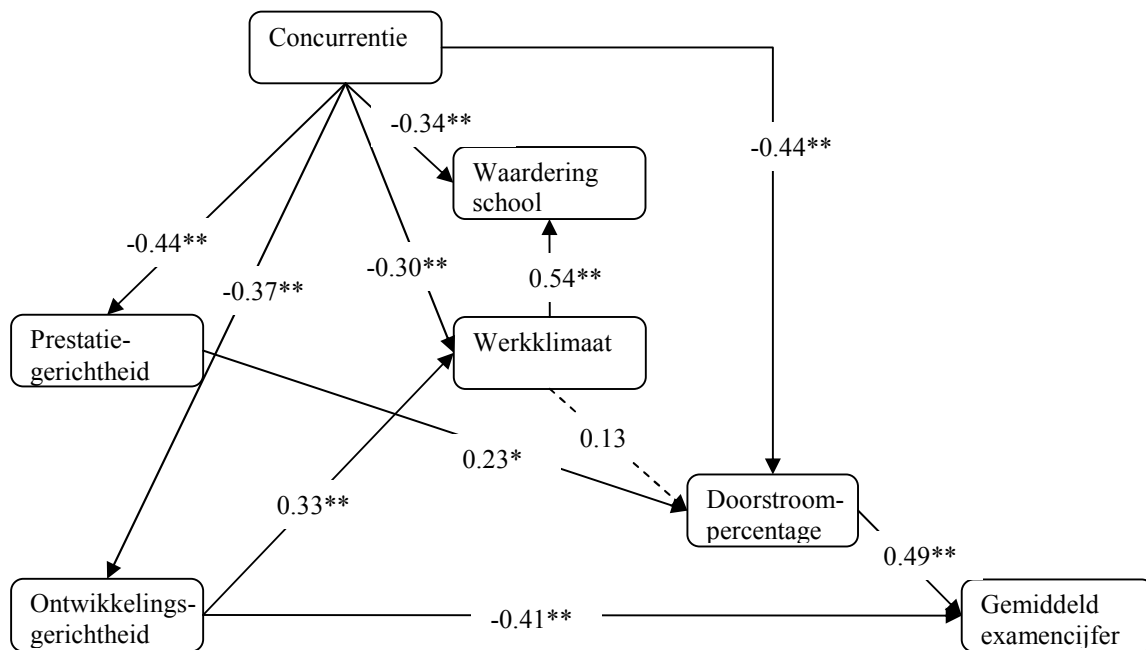 Concurrentie
-0.34**
-0.44**
Waardering
school
-0.44**
-0.30**
-0.37**
0.54**
Prestatie-
gerichtheid
Werkklimaat
0.23*
0.13
0.33**
Doorstroom-
percentage
0.49**
Ontwikkelings-
gerichtheid
-0.41**
Gemiddeld
examencijfer